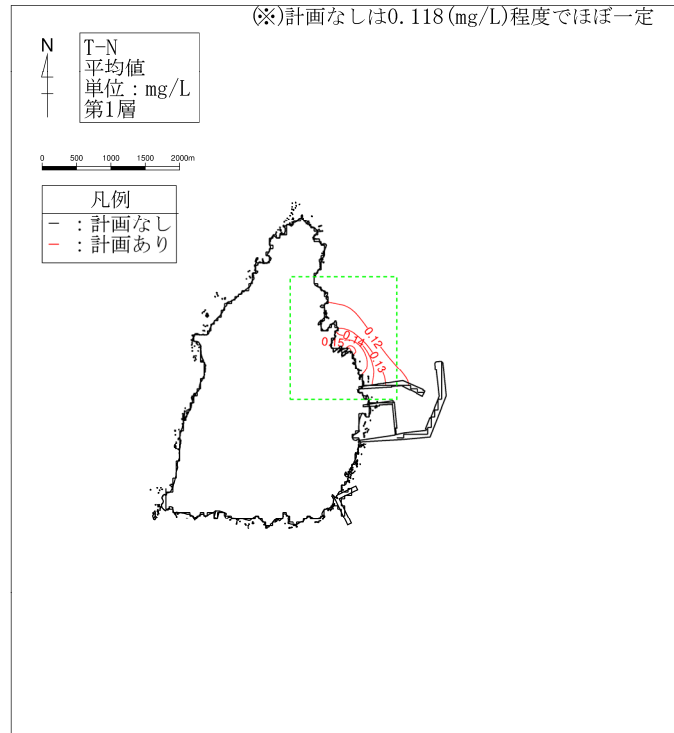 (※)計画なしは0.118(mg/L)程度でほぼ一定
N
T-N
平均値
単位：mg/L
第1層
0 500 1000 1500 2000m
凡例
− ：計画なし
− ：計画あり
0.12
0.14
0.15
0.13